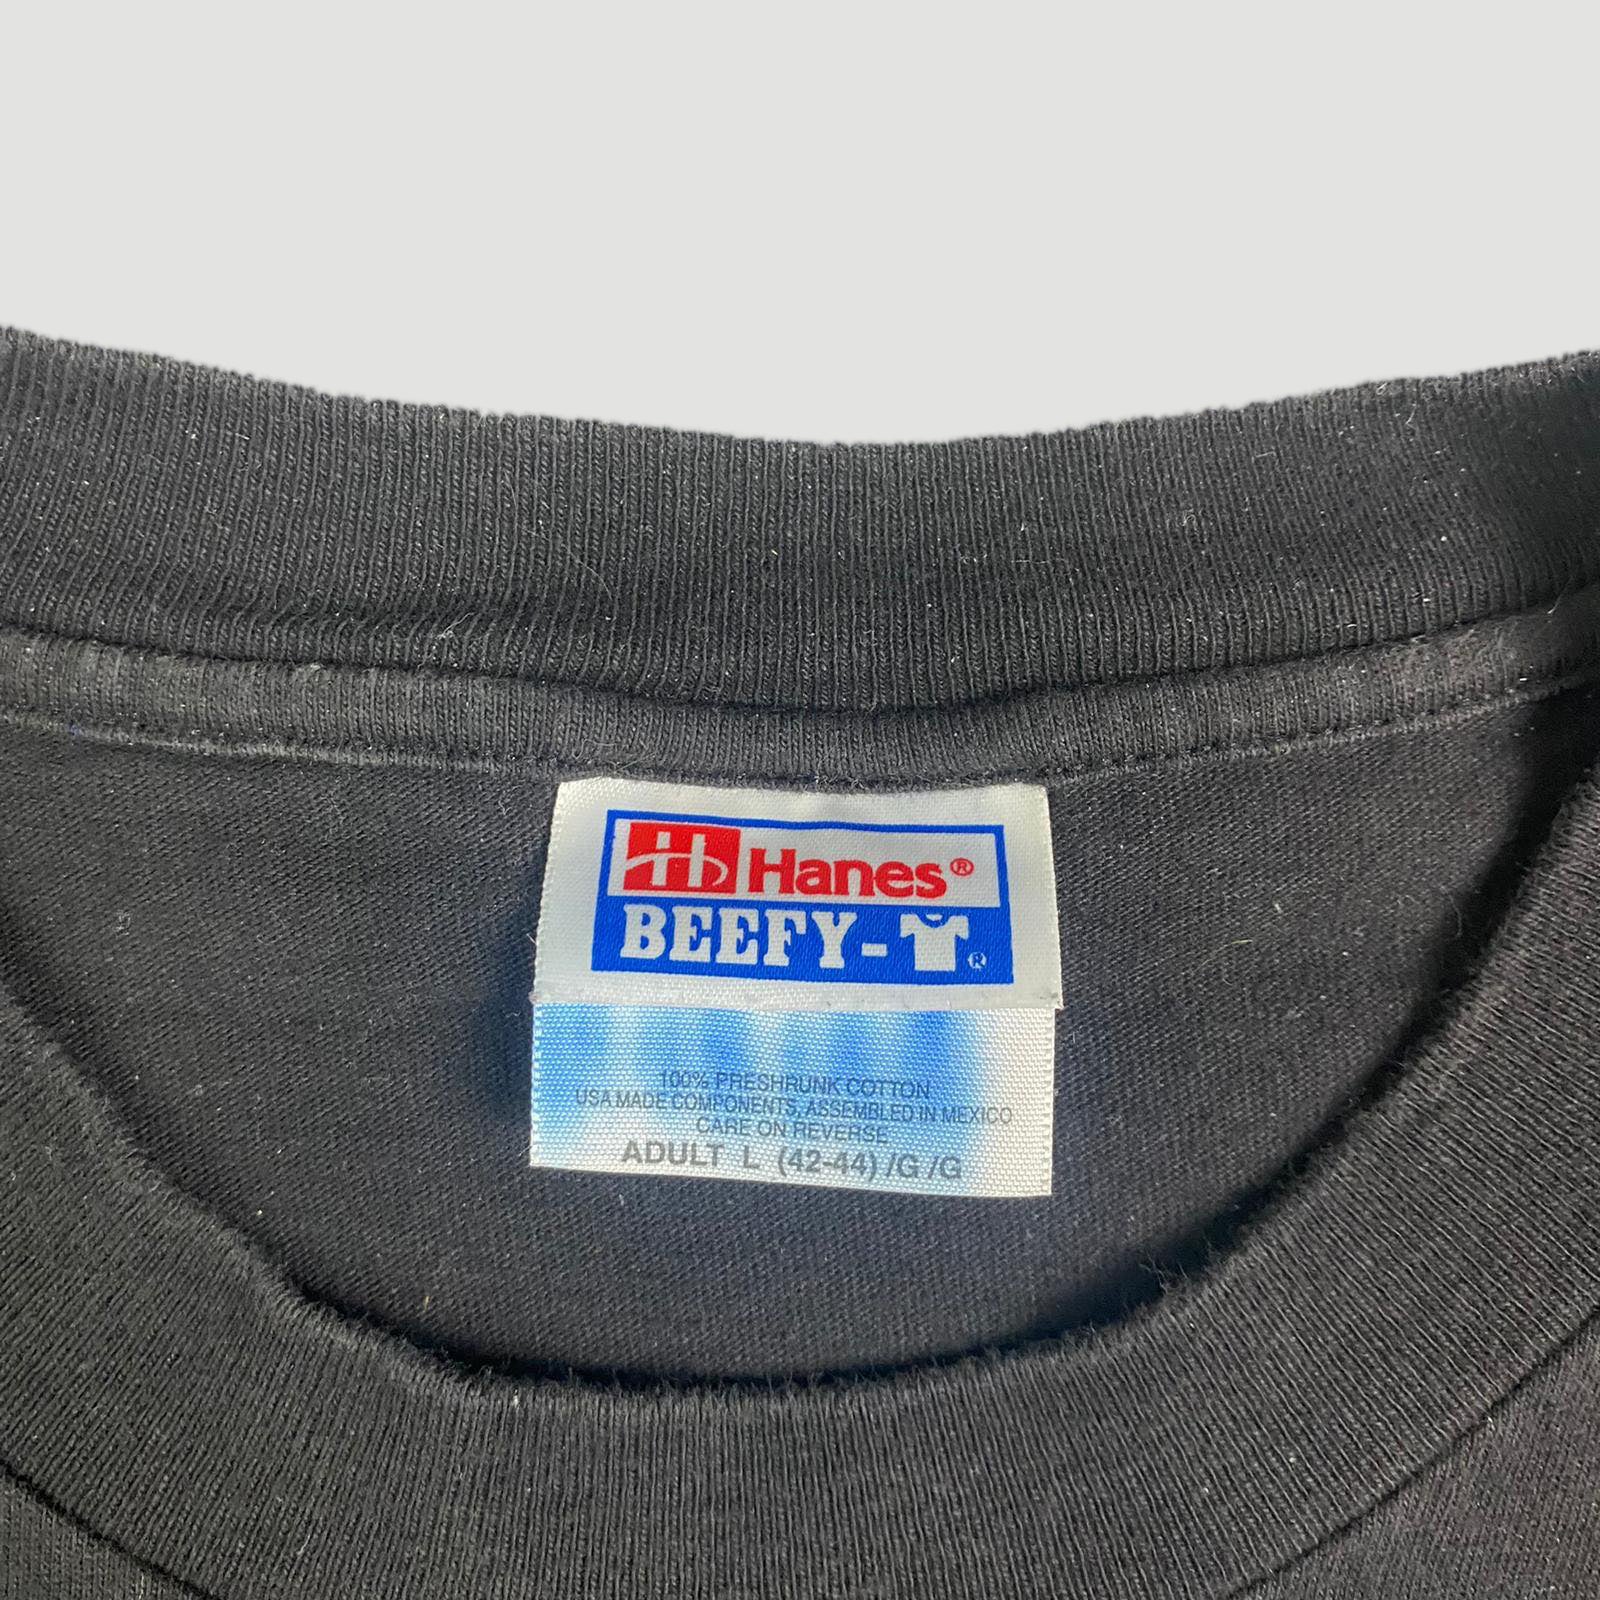 Hanes®
BEEFY-T®
100% PRESHRUNK COTTON
USA MADE COMPONENTS, ASSEMBLED IN MEXICO
CARE ON REVERSE
ADULT L (42-44) /G /G